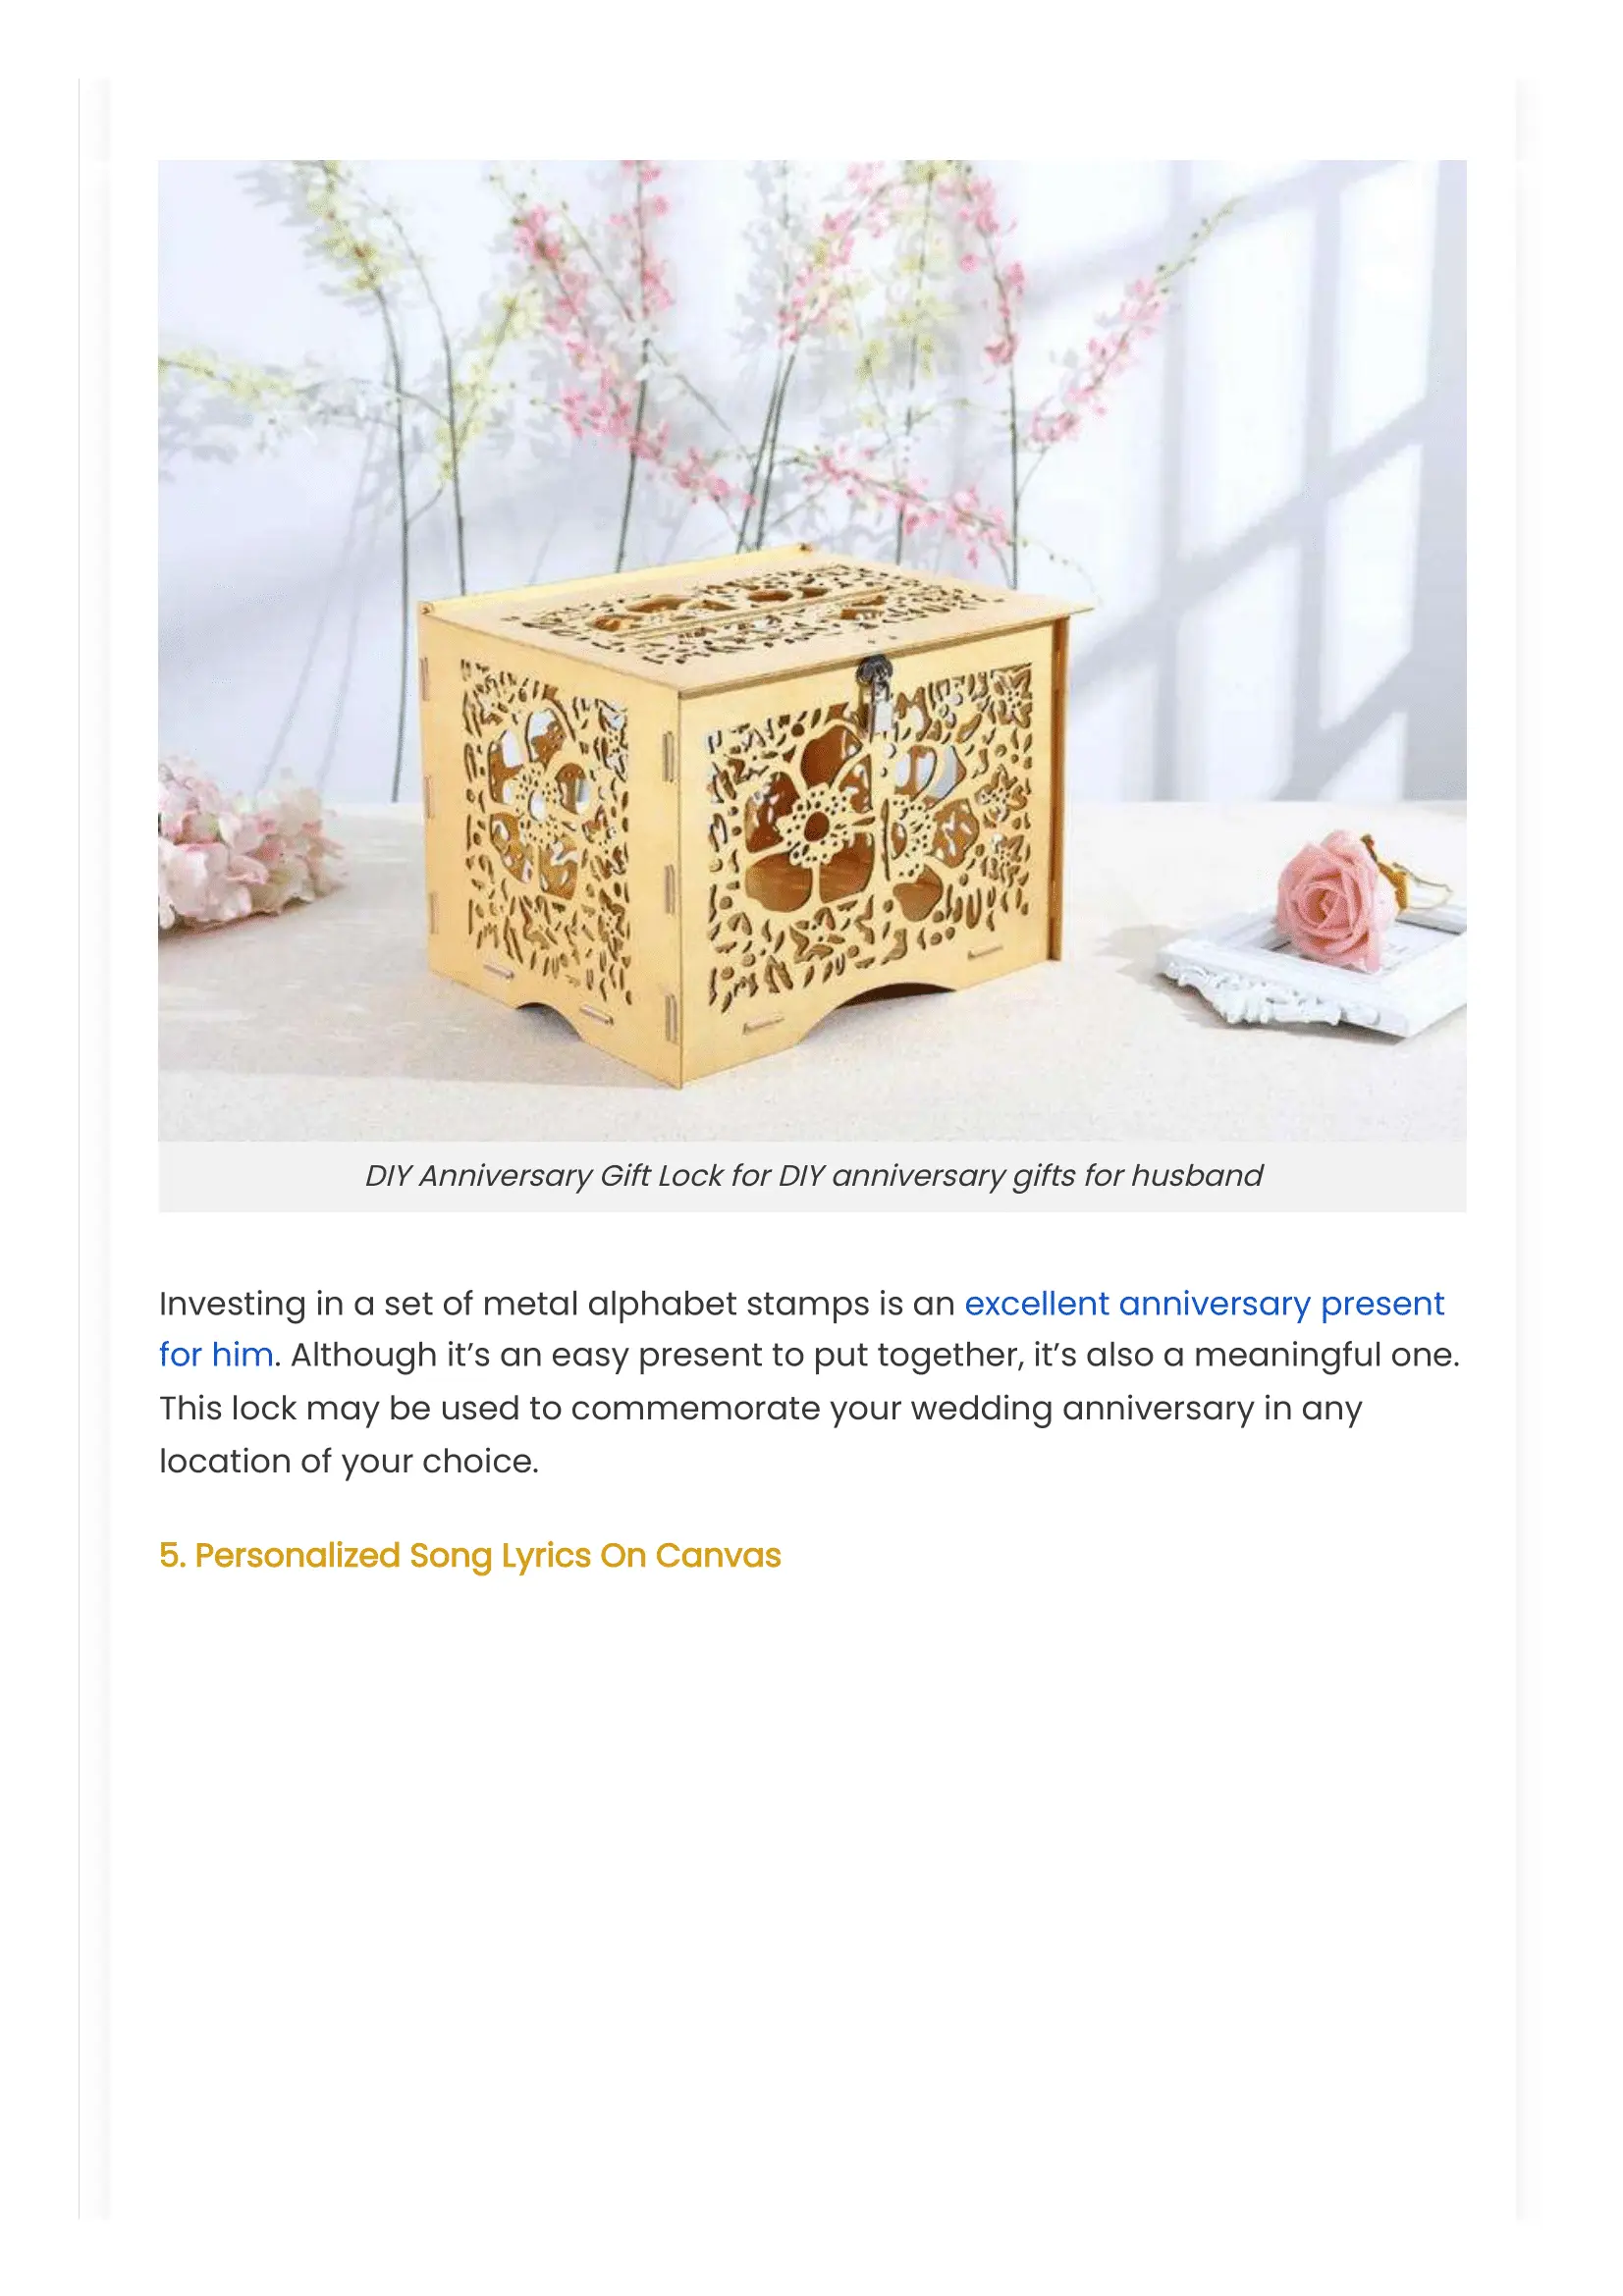 DIY Anniversary Gift Lock for DIY anniversary gifts for husband
Investing in a set of metal alphabet stamps is an excellent anniversary present
for him. Although it’s an easy present to put together, it’s also a meaningful one.
This lock may be used to commemorate your wedding anniversary in any
location of your choice.
5. Personalized Song Lyrics On Canvas